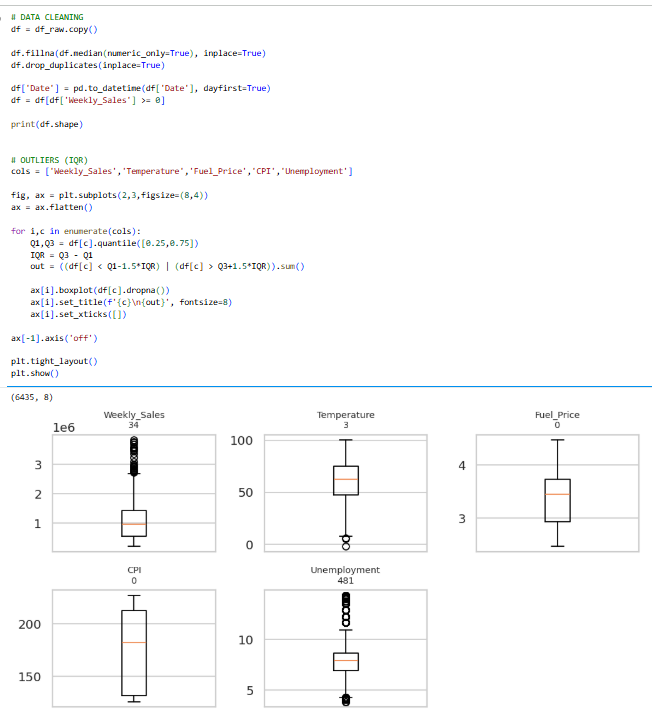 # DATA CLEANING
df = df_raw.copy()
df.fillna(df.median(numeric_only=True), inplace=True)
df.drop_duplicates(inplace=True)
df['Date'] = pd.to_datetime(df['Date'], dayfirst=True)
df = df[df['Weekly_Sales'] >= 0]
print(df.shape)
# OUTLIERS (IQR)
cols = ['Weekly_Sales','Temperature','Fuel_Price','CPI','Unemployment']
fig, ax = plt.subplots(2,3,figsize=(8,4))
ax = ax.flatten()
for i,c in enumerate(cols):
    Q1,Q3 = df[c].quantile([0.25,0.75])
    IQR = Q3 - Q1
    out = ((df[c] < Q1-1.5*IQR) | (df[c] > Q3+1.5*IQR)).sum()
    ax[i].boxplot(df[c].dropna())
    ax[i].set_title(f'{c}\n{out}', fontsize=8)
    ax[i].set_xticks([])
ax[-1].axis('off')
plt.tight_layout()
plt.show()
(6435, 8)
Weekly_Sales
34
1e6
3
2
1
Temperature
3
100
50
0
Fuel_Price
0
4
3
CPI
0
200
150
Unemployment
481
10
5